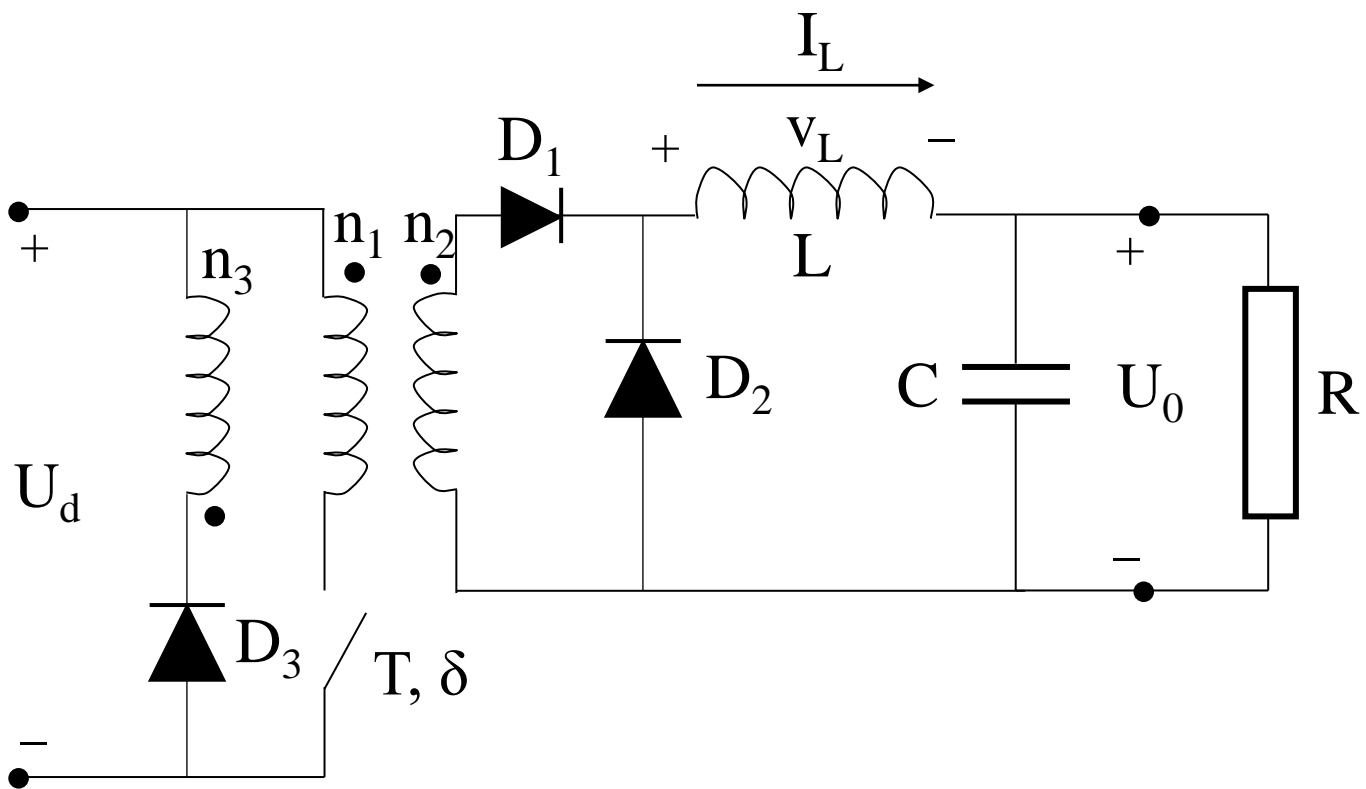 I_L
v_L
+
−
D_1
+
n_3
n_1
n_2
L
+
U_d
D_2
C
U_0
R
D_3
T, δ
−
−